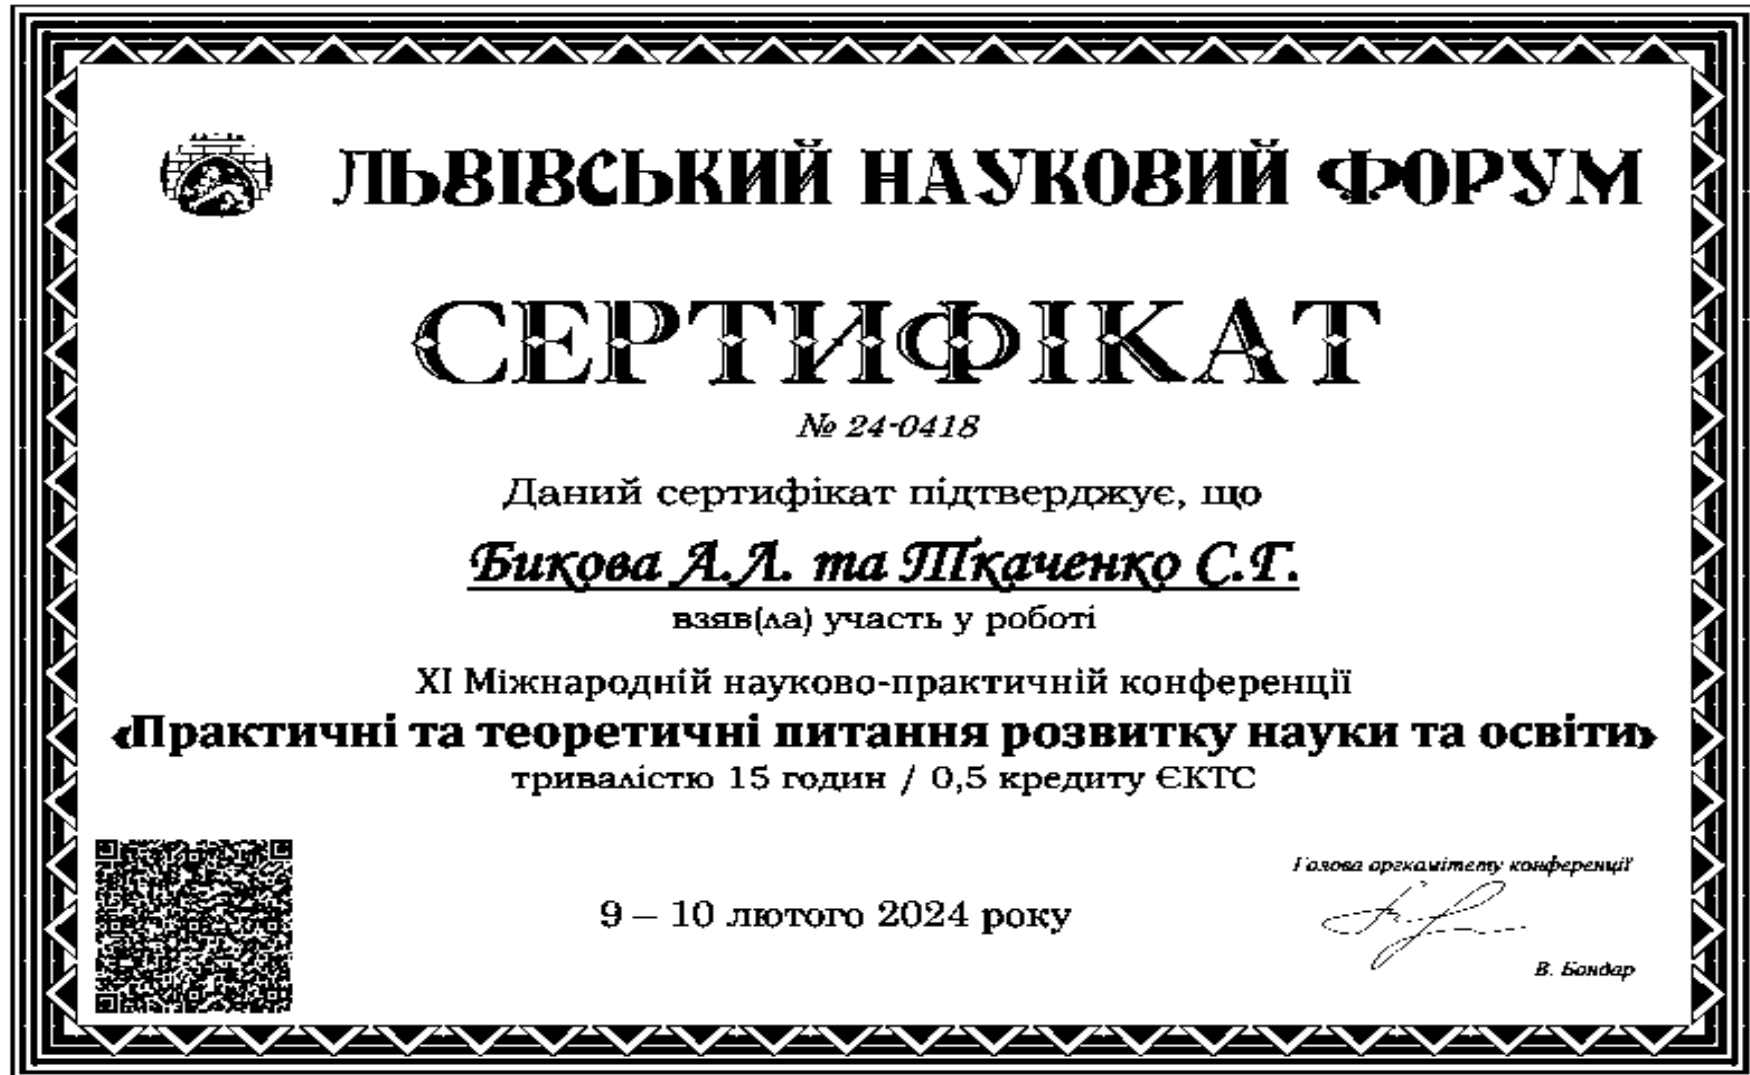 ЛЬВІВСЬКИЙ НАУКОВИЙ ФОРУМ
СЕРТИФІКАТ
№ 24-0418
Даний сертифікат підтверджує, що
Бикова А.Л. та Ткаченко С.Г.
взяв(ла) участь у роботі
XI Міжнародній науково-практичній конференції
«Практичні та теоретичні питання розвитку науки та освіти»
тривалістю 15 годин / 0,5 кредиту ЄКТС
Голова оргкомітету конференції
9 – 10 лютого 2024 року
В. Бондар